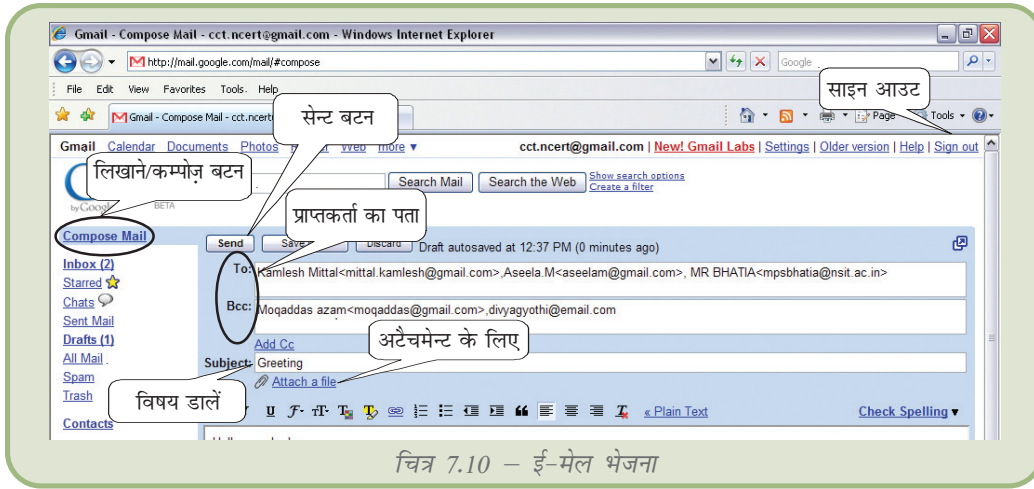 Gmail - Compose Mail - cct.ncert@gmail.com - Windows Internet Explorer
http://mail.google.com/mail/#compose
Google
File Edit View Favorites Tools Help
साइन आउट
सेन्ट बटन
Gmail - Compose Mail - cct.ncert
Page Tools
Gmail Calendar Documents Photos Web more ▼ cct.ncert@gmail.com | New! Gmail Labs | Settings | Older version | Help | Sign out
लिखाने/कम्पोज़ बटन
Search Mail Search the Web Show search options
Create a filter
by Google BETA
प्राप्तकर्ता का पता
Compose Mail
Send Save Discard Draft autosaved at 12:37 PM (0 minutes ago)
Inbox (2)
To: Kamlesh Mittal<mittal.kamlesh@gmail.com>,Aseela.M<aseelam@gmail.com>, MR BHATIA<mpsbhatia@nsit.ac.in>
Starred
Chats
Bcc: Moqaddas azam<moqaddas@gmail.com>,divyagyothi@email.com
Sent Mail
Drafts (1)
Add Cc
अटैचमेन्ट के लिए
All Mail
Subject: Greeting
Spam
Attach a file
Trash
विषय डालें
« Plain Text Check Spelling ▼
Contacts
चित्र 7.10 – ई-मेल भेजना